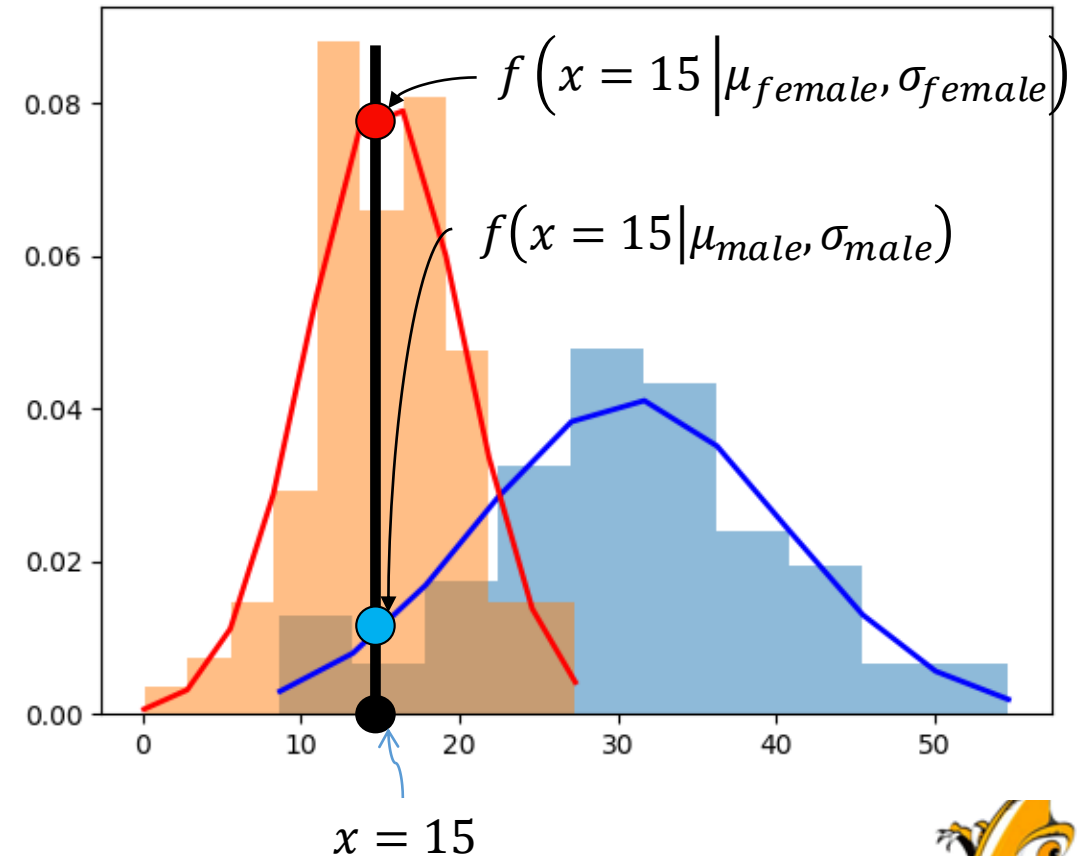 f(x = 15|μ_female, σ_female)
0.08
f(x = 15|μ_male, σ_male)
0.06
0.04
0.02
0.00
0 10 20 30 40 50
x = 15